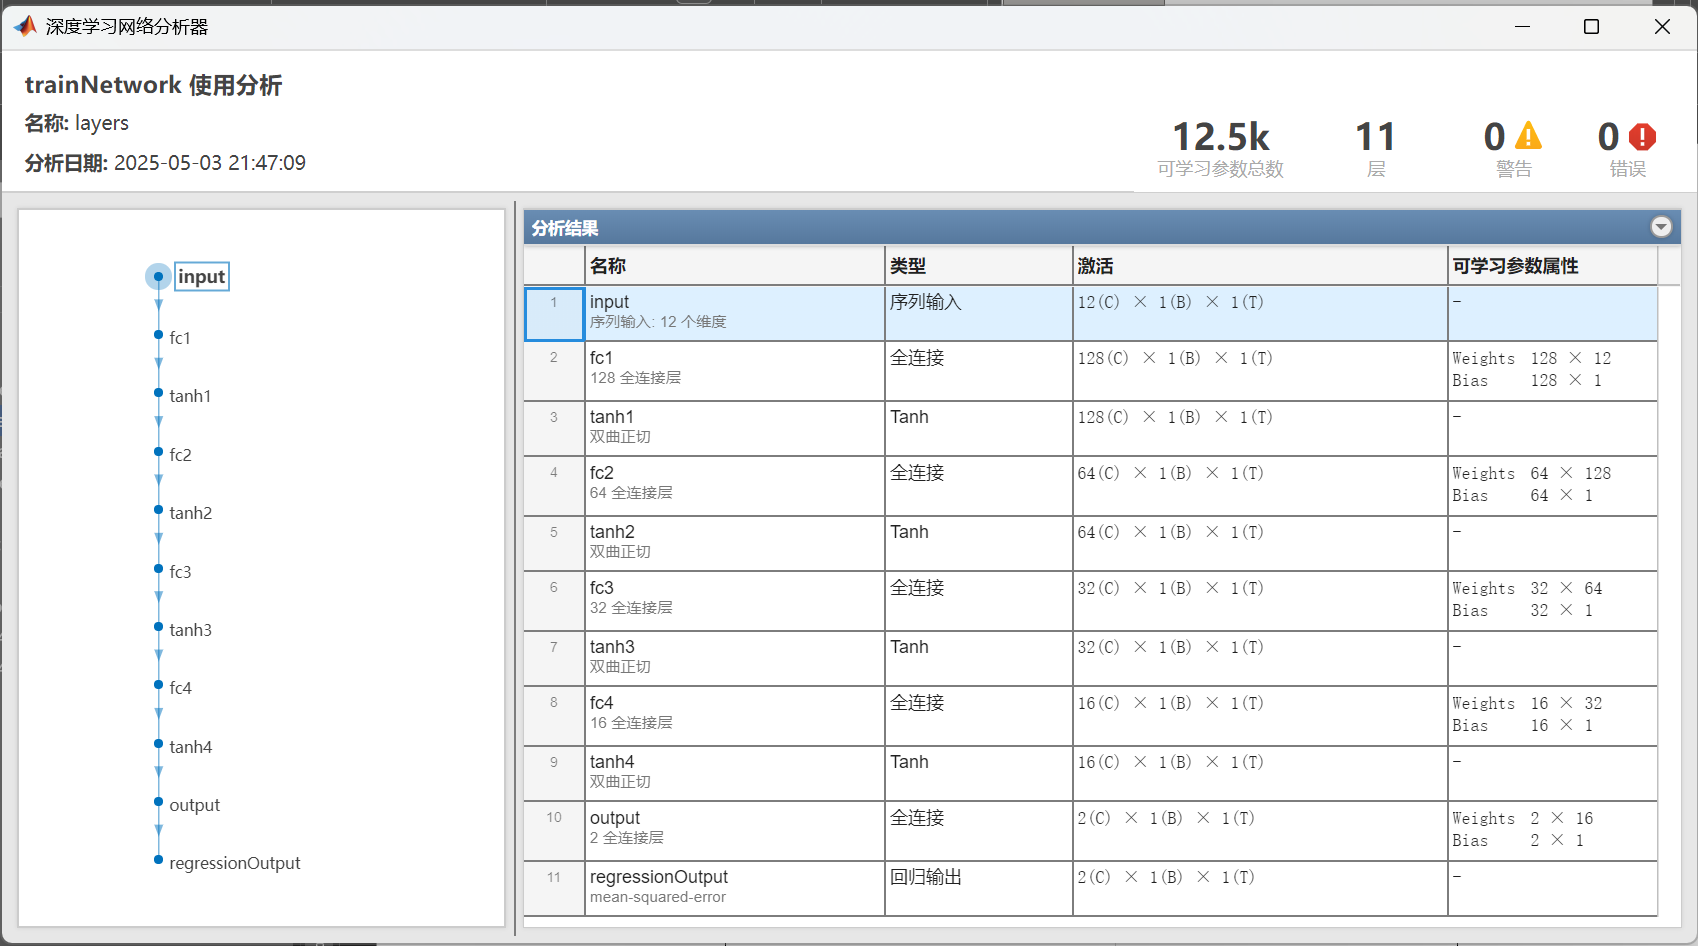 深度学习网络分析器
trainNetwork 使用分析
名称: layers
分析日期: 2025-05-03 21:47:09
12.5k
可学习参数总数
11
层
0
警告
0
错误
input
fc1
tanh1
fc2
tanh2
fc3
tanh3
fc4
tanh4
output
regressionOutput
分析结果
名称 类型 激活 可学习参数属性
1 input 序列输入 12(C) × 1(B) × 1(T) -
序列输入: 12 个维度
2 fc1 全连接 128(C) × 1(B) × 1(T) Weights 128 × 12
128 全连接层 Bias 128 × 1
3 tanh1 Tanh 128(C) × 1(B) × 1(T) -
双曲正切
4 fc2 全连接 64(C) × 1(B) × 1(T) Weights 64 × 128
64 全连接层 Bias 64 × 1
5 tanh2 Tanh 64(C) × 1(B) × 1(T) -
双曲正切
6 fc3 全连接 32(C) × 1(B) × 1(T) Weights 32 × 64
32 全连接层 Bias 32 × 1
7 tanh3 Tanh 32(C) × 1(B) × 1(T) -
双曲正切
8 fc4 全连接 16(C) × 1(B) × 1(T) Weights 16 × 32
16 全连接层 Bias 16 × 1
9 tanh4 Tanh 16(C) × 1(B) × 1(T) -
双曲正切
10 output 全连接 2(C) × 1(B) × 1(T) Weights 2 × 16
2 全连接层 Bias 2 × 1
11 regressionOutput 回归输出 2(C) × 1(B) × 1(T) -
mean-squared-error